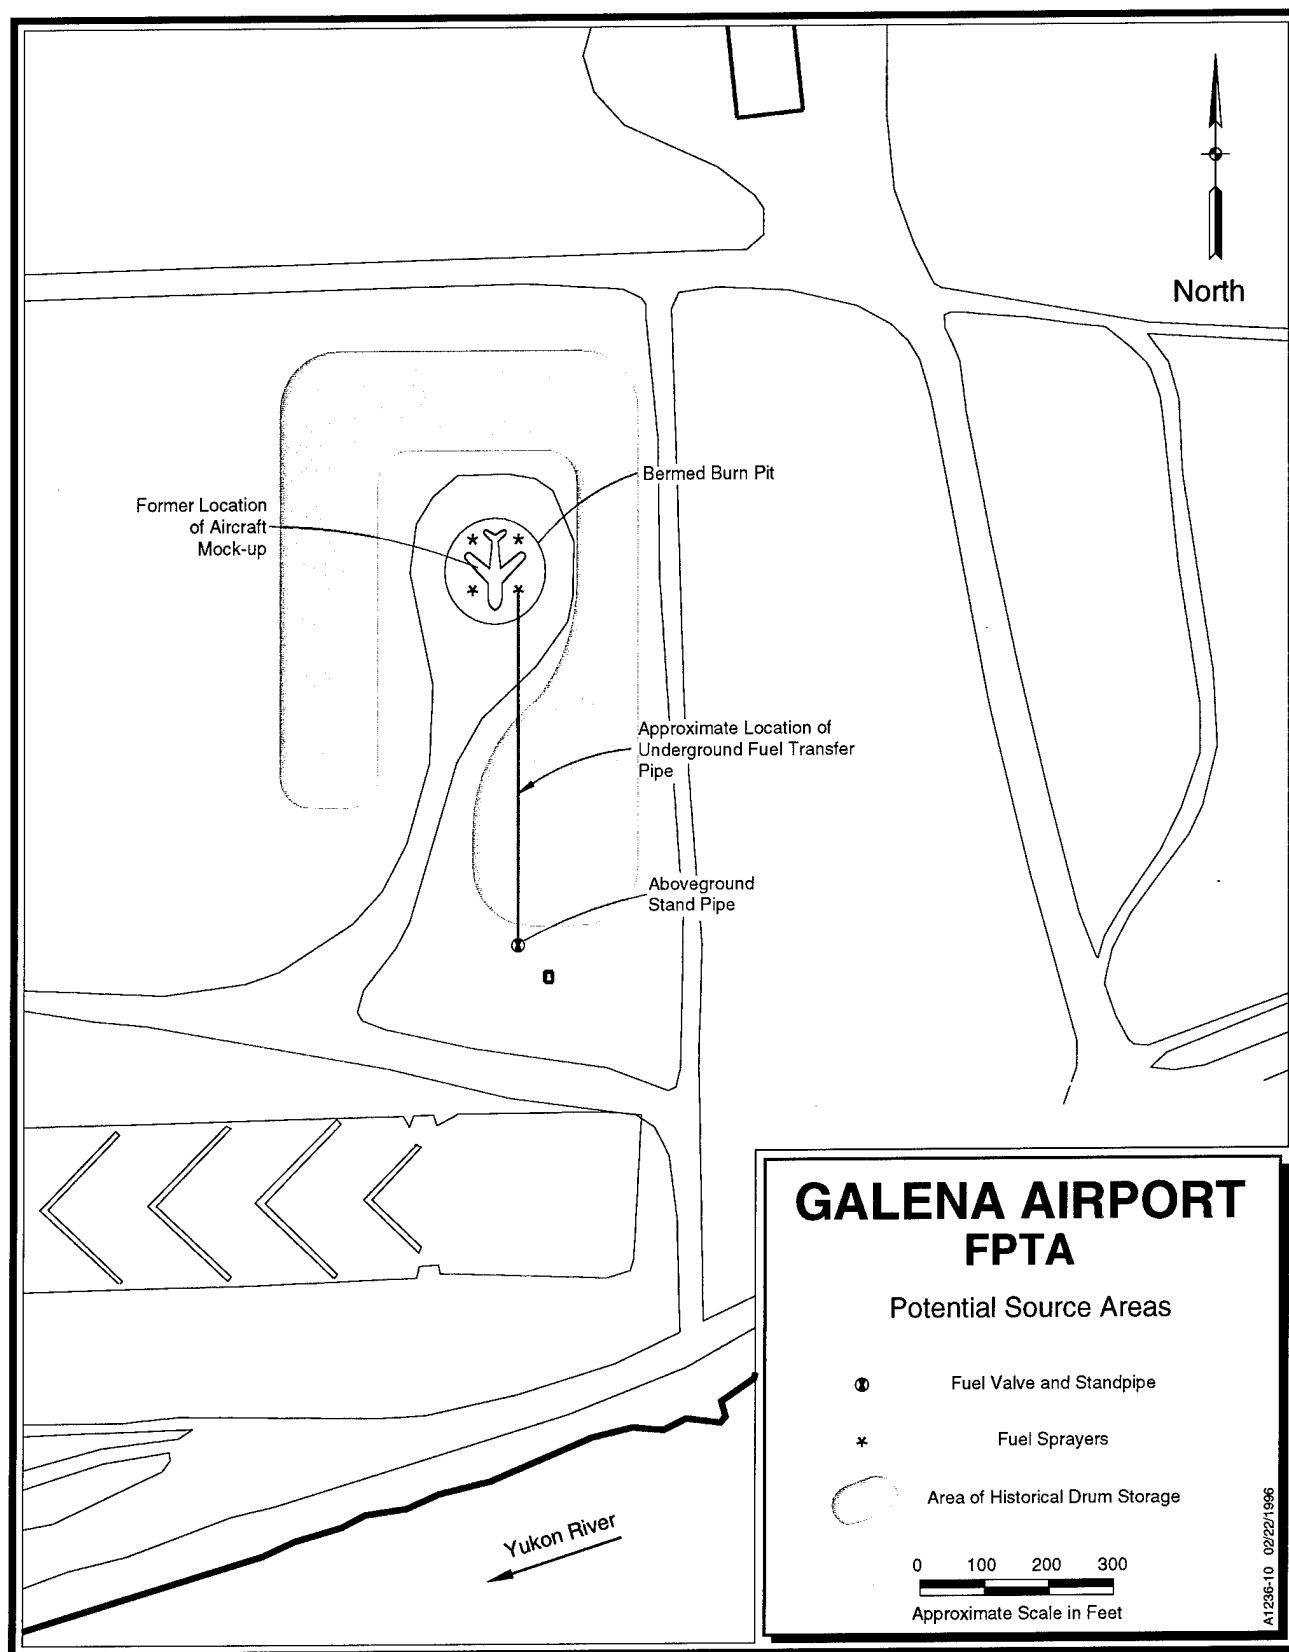 North
Bermed Burn Pit
Former Location
of Aircraft
Mock-up
Approximate Location of
Underground Fuel Transfer
Pipe
Aboveground
Stand Pipe
GALENA AIRPORT
FPTA
Potential Source Areas
Fuel Valve and Standpipe
Fuel Sprayers
Area of Historical Drum Storage
0 100 200 300
Approximate Scale in Feet
Yukon River
A1236-10 02/22/1996